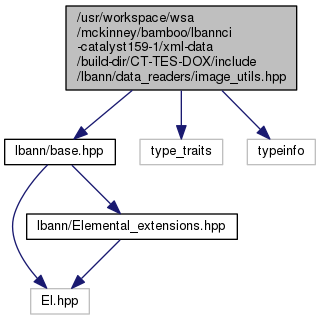 /usr/workspace/wsa
/mckinney/bamboo/lbannci
-catalyst159-1/xml-data
/build-dir/CT-TES-DOX/include
/lbann/data_readers/image_utils.hpp
lbann/base.hpp
type_traits
typeinfo
lbann/Elemental_extensions.hpp
El.hpp